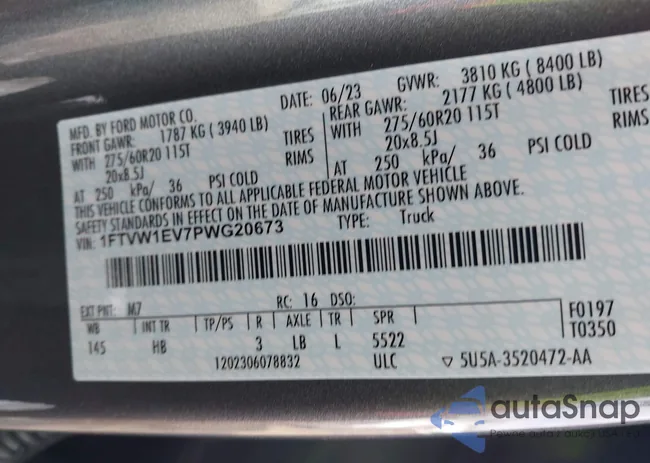 MFD. BY FORD MOTOR CO. DATE: 06/23 GVWR: 3810 KG ( 8400 LB)
FRONT GAWR: 1787 KG ( 3940 LB) REAR GAWR: 2177 KG ( 4800 LB)
WITH 275/60R20 115T TIRES WITH 275/60R20 115T TIRES
20x8.5J RIMS 20x8.5J RIMS
AT 250 kPa/ 36 PSI COLD AT 250 kPa/ 36 PSI COLD
THIS VEHICLE CONFORMS TO ALL APPLICABLE FEDERAL MOTOR VEHICLE
SAFETY STANDARDS IN EFFECT ON THE DATE OF MANUFACTURE SHOWN ABOVE.
VIN: 1FTVW1EV7PWG20673 TYPE: Truck
EXT PNT: M7 RC: 16 DSO:
WB INT TR TP/PS R AXLE TR SPR F0197
145 HB 3 LB L 5522 T0350
1202306078832 ULC ▽ 5U5A-3520472-AA
autaSnap